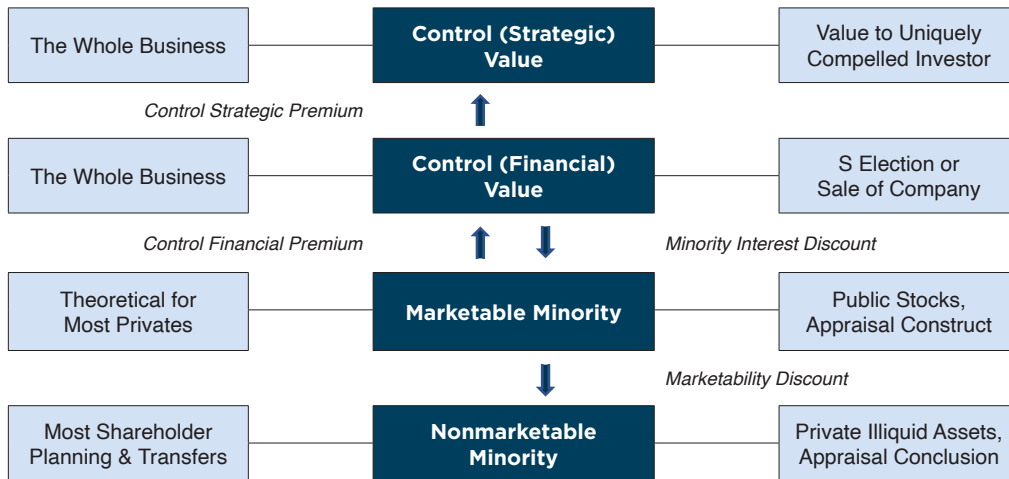 The Whole Business
Control (Strategic)
Value
Value to Uniquely
Compelled Investor
Control Strategic Premium
The Whole Business
Control (Financial)
Value
S Election or
Sale of Company
Control Financial Premium
Minority Interest Discount
Theoretical for
Most Privates
Marketable Minority
Public Stocks,
Appraisal Construct
Marketability Discount
Most Shareholder
Planning & Transfers
Nonmarketable
Minority
Private Illiquid Assets,
Appraisal Conclusion